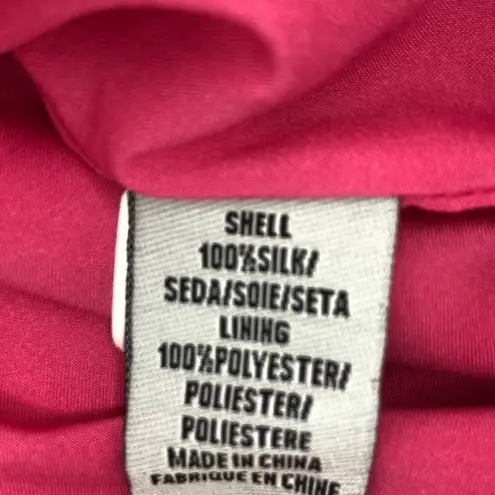 SHELL
100%SILK/
SEDA/SOIE/SETA
LINING
100%POLYESTER/
POLIESTER/
POLIESTERE
MADE IN CHINA
FABRIQUE EN CHINE